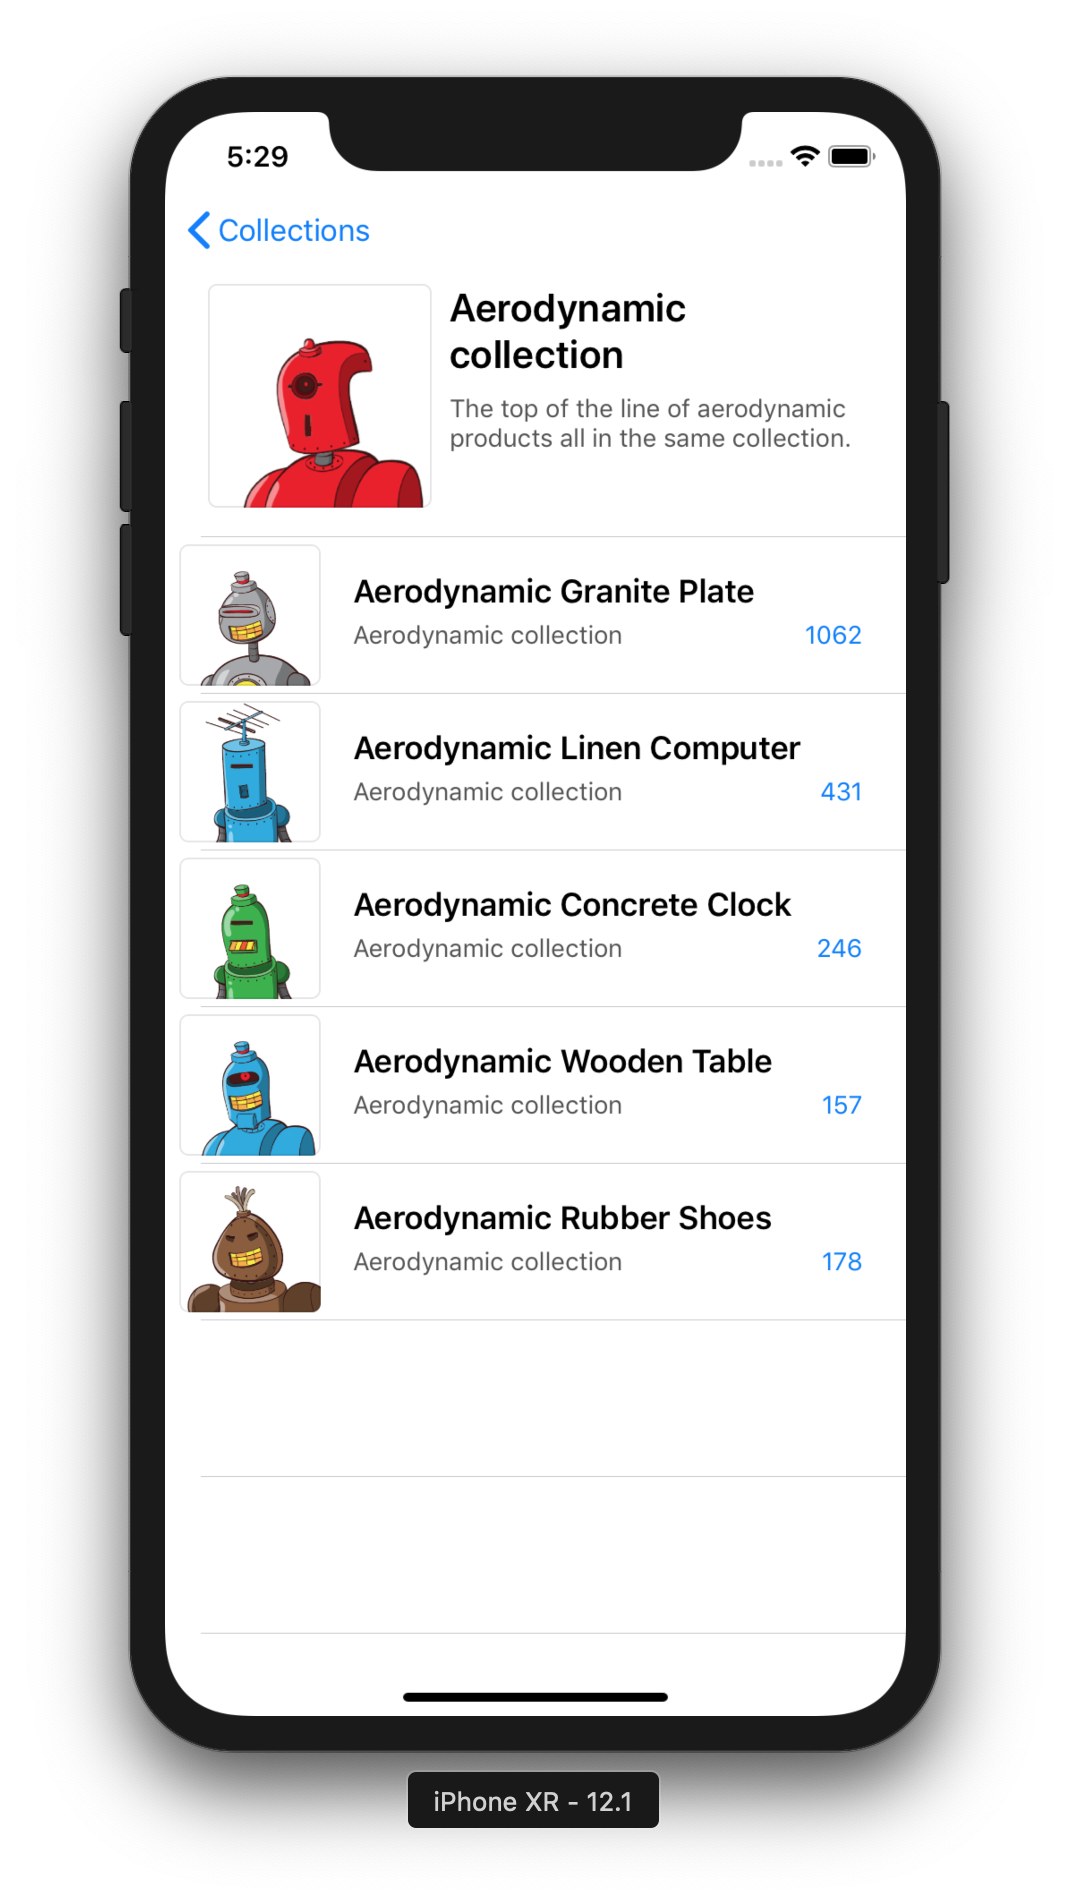 5:29
Collections
Aerodynamic
collection
The top of the line of aerodynamic
products all in the same collection.
Aerodynamic Granite Plate
Aerodynamic collection 1062
Aerodynamic Linen Computer
Aerodynamic collection 431
Aerodynamic Concrete Clock
Aerodynamic collection 246
Aerodynamic Wooden Table
Aerodynamic collection 157
Aerodynamic Rubber Shoes
Aerodynamic collection 178
iPhone XR - 12.1